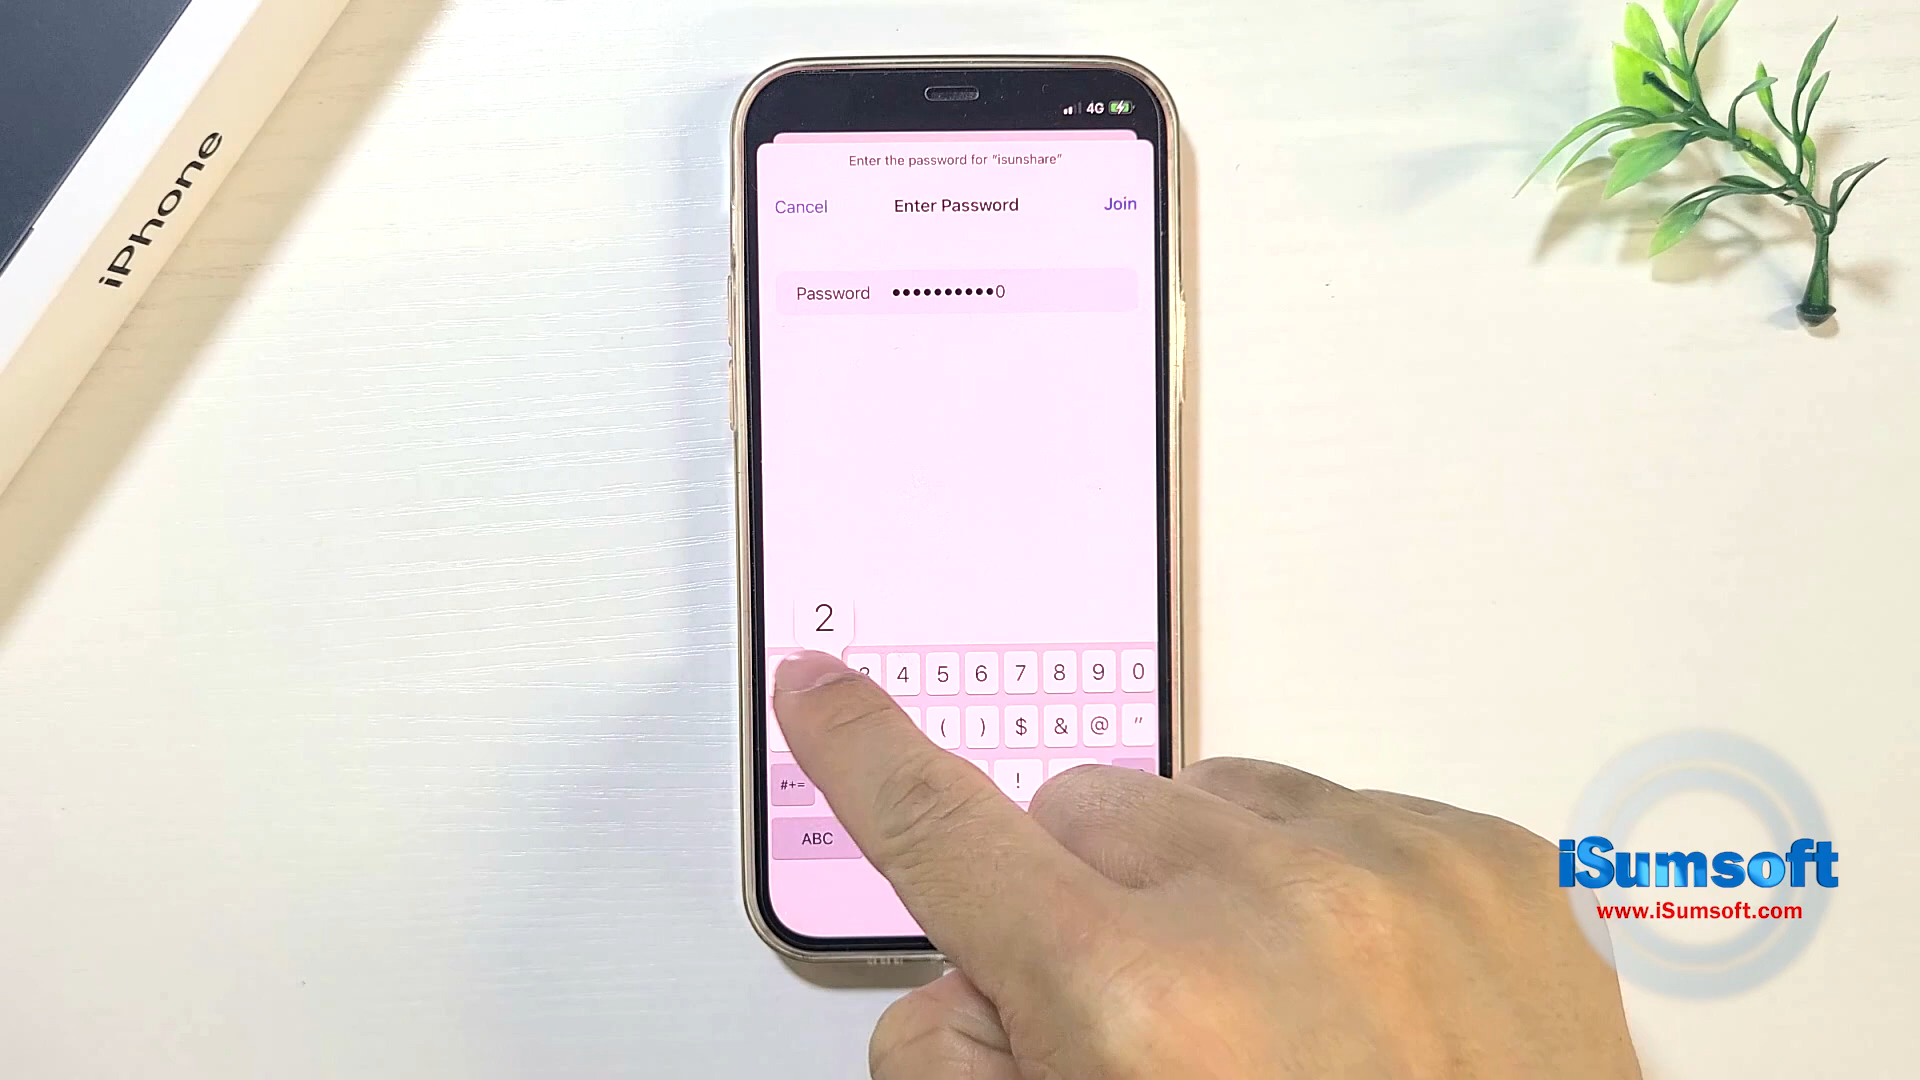 iPhone
4G
Enter the password for "isunshare"
Cancel Enter Password Join
Password ••••••••••0
2
4 5 6 7 8 9 0
( ) $ & @ "
#+= !
ABC
iSumsoft
www.iSumsoft.com